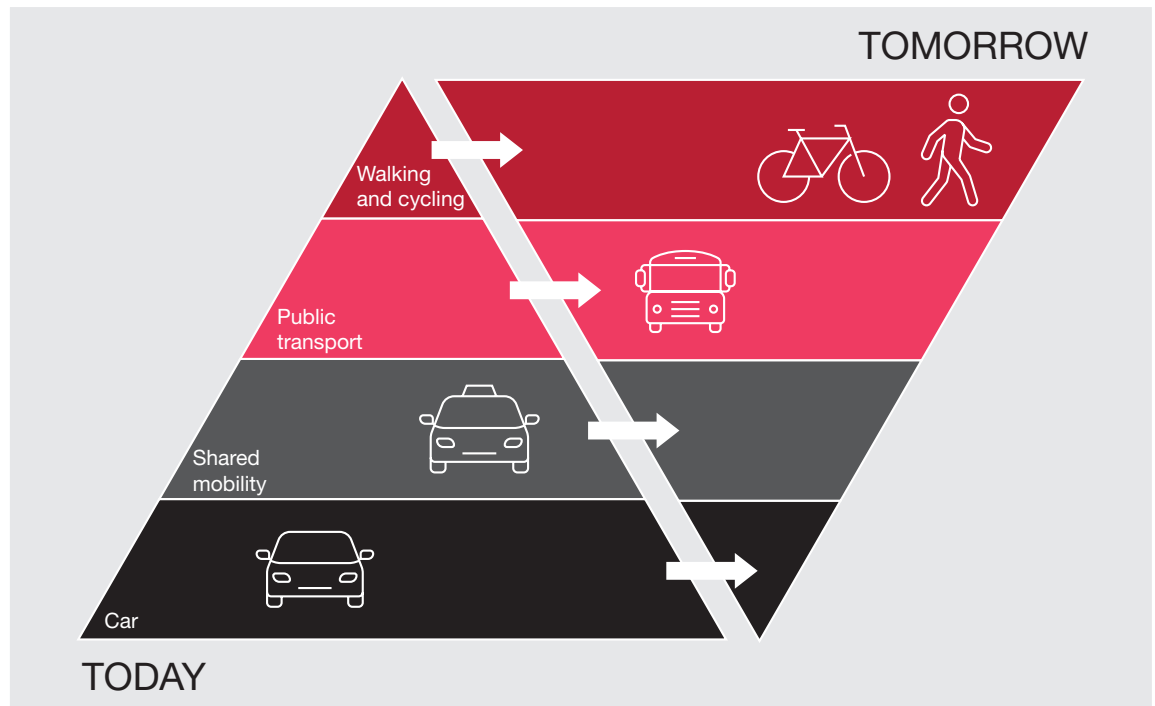 TOMORROW
Walking
and cycling
Public
transport
Shared
mobility
Car
TODAY